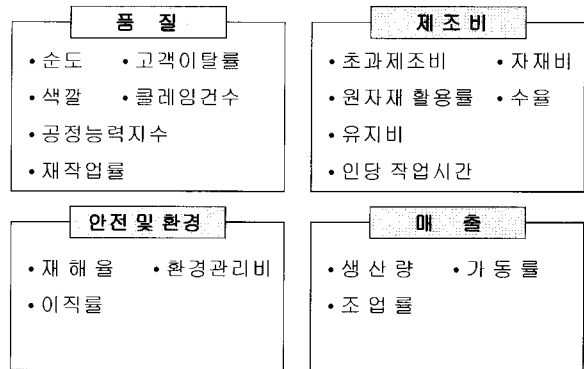 품 질
• 순도 • 고객이탈률
• 색깔 • 클레임건수
• 공정능력지수
• 재작업률
제 조 비
• 초과제조비 • 자재비
• 원자재 활용률 • 수율
• 유지비
• 인당 작업시간
안전 및 환경
• 재 해 율 • 환경관리비
• 이직률
매 출
• 생 산 량 • 가 동 률
• 조 업 률